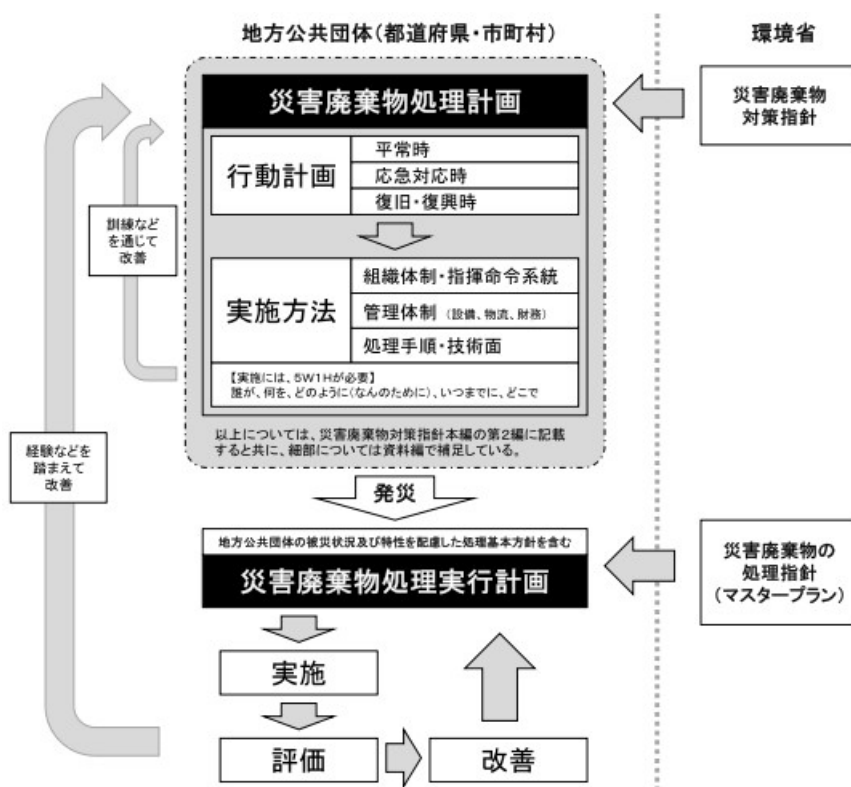 地方公共団体(都道府県・市町村)
環境省
災害廃棄物処理計画
災害廃棄物
対策指針
行動計画
平常時
応急対応時
復旧・復興時
訓練など
を通じて
改善
実施方法
組織体制・指揮命令系統
管理体制 (設備、物流、財務)
処理手順・技術面
【実施には、5W1Hが必要】
誰が、何を、どのように(なんのために)、いつまでに、どこで
以上については、災害廃棄物対策指針本編の第2編に記載
すると共に、細部については資料編で補足している。
経験などを
踏まえて
改善
発災
地方公共団体の被災状況及び特性を配慮した処理基本方針を含む
災害廃棄物処理実行計画
災害廃棄物の
処理指針
(マスタープラン)
実施
評価
改善